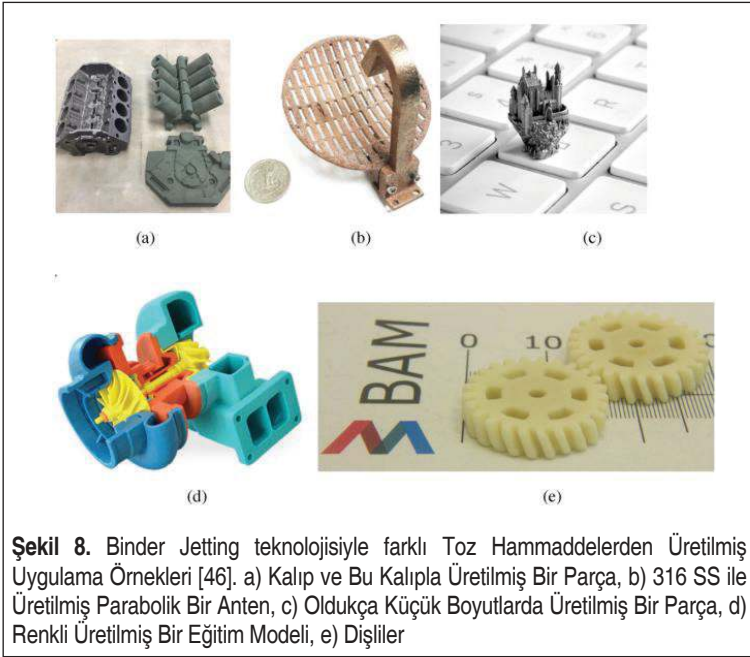 (a)
(b)
(c)
S
R
3
W
D
S
(d)
BAM
0
10
(e)
Şekil 8. Binder Jetting teknolojisiyle farklı Toz Hammaddelerden Üretilmiş
Uygulama Örnekleri [46]. a) Kalıp ve Bu Kalıpla Üretilmiş Bir Parça, b) 316 SS ile
Üretilmiş Parabolik Bir Anten, c) Oldukça Küçük Boyutlarda Üretilmiş Bir Parça, d)
Renkli Üretilmiş Bir Eğitim Modeli, e) Dişliler